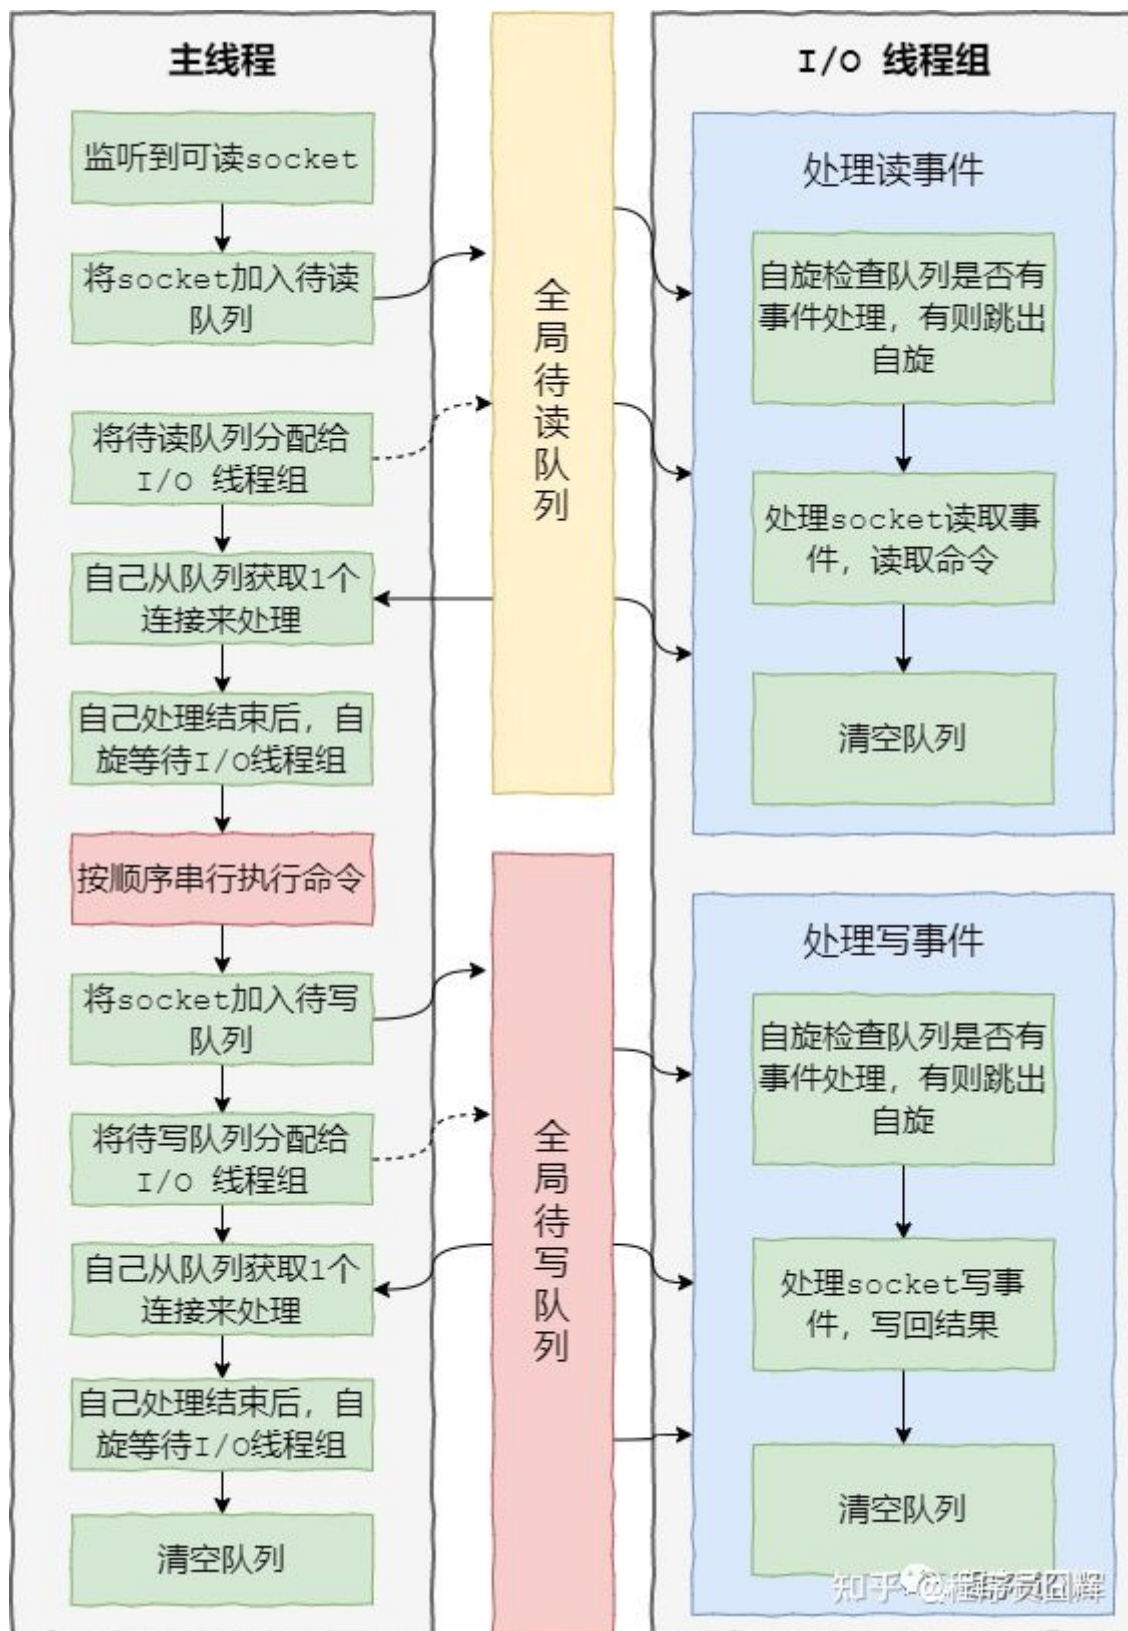 主线程
监听到可读socket
将socket加入待读
队列
将待读队列分配给
I/O 线程组
自己从队列获取1个
连接来处理
自己处理结束后，自
旋等待I/O线程组
按顺序串行执行命令
将socket加入待写
队列
将待写队列分配给
I/O 线程组
自己从队列获取1个
连接来处理
自己处理结束后，自
旋等待I/O线程组
清空队列
全局待读队列
全局待写队列
I/O 线程组
处理读事件
自旋检查队列是否有
事件处理，有则跳出
自旋
处理socket读取事
件，读取命令
清空队列
处理写事件
自旋检查队列是否有
事件处理，有则跳出
自旋
处理socket写事
件，写回结果
清空队列
知乎 @程序员囧辉